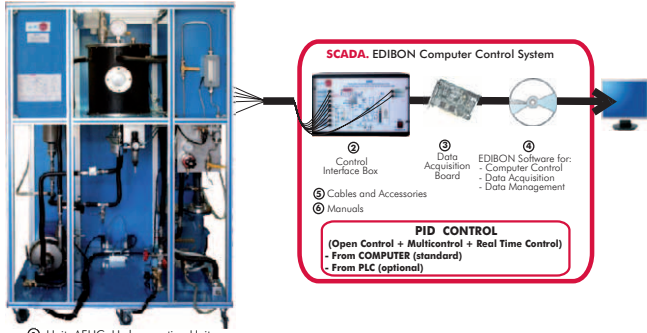 SCADA. EDIBON Computer Control System
②
Control
Interface Box
③
Data
Acquisition
Board
④
EDIBON Software for:
- Computer Control
- Data Acquisition
- Data Management
⑤ Cables and Accessories
⑥ Manuals
PID CONTROL
(Open Control + Multicontrol + Real Time Control)
- From COMPUTER (standard)
- From PLC (optional)